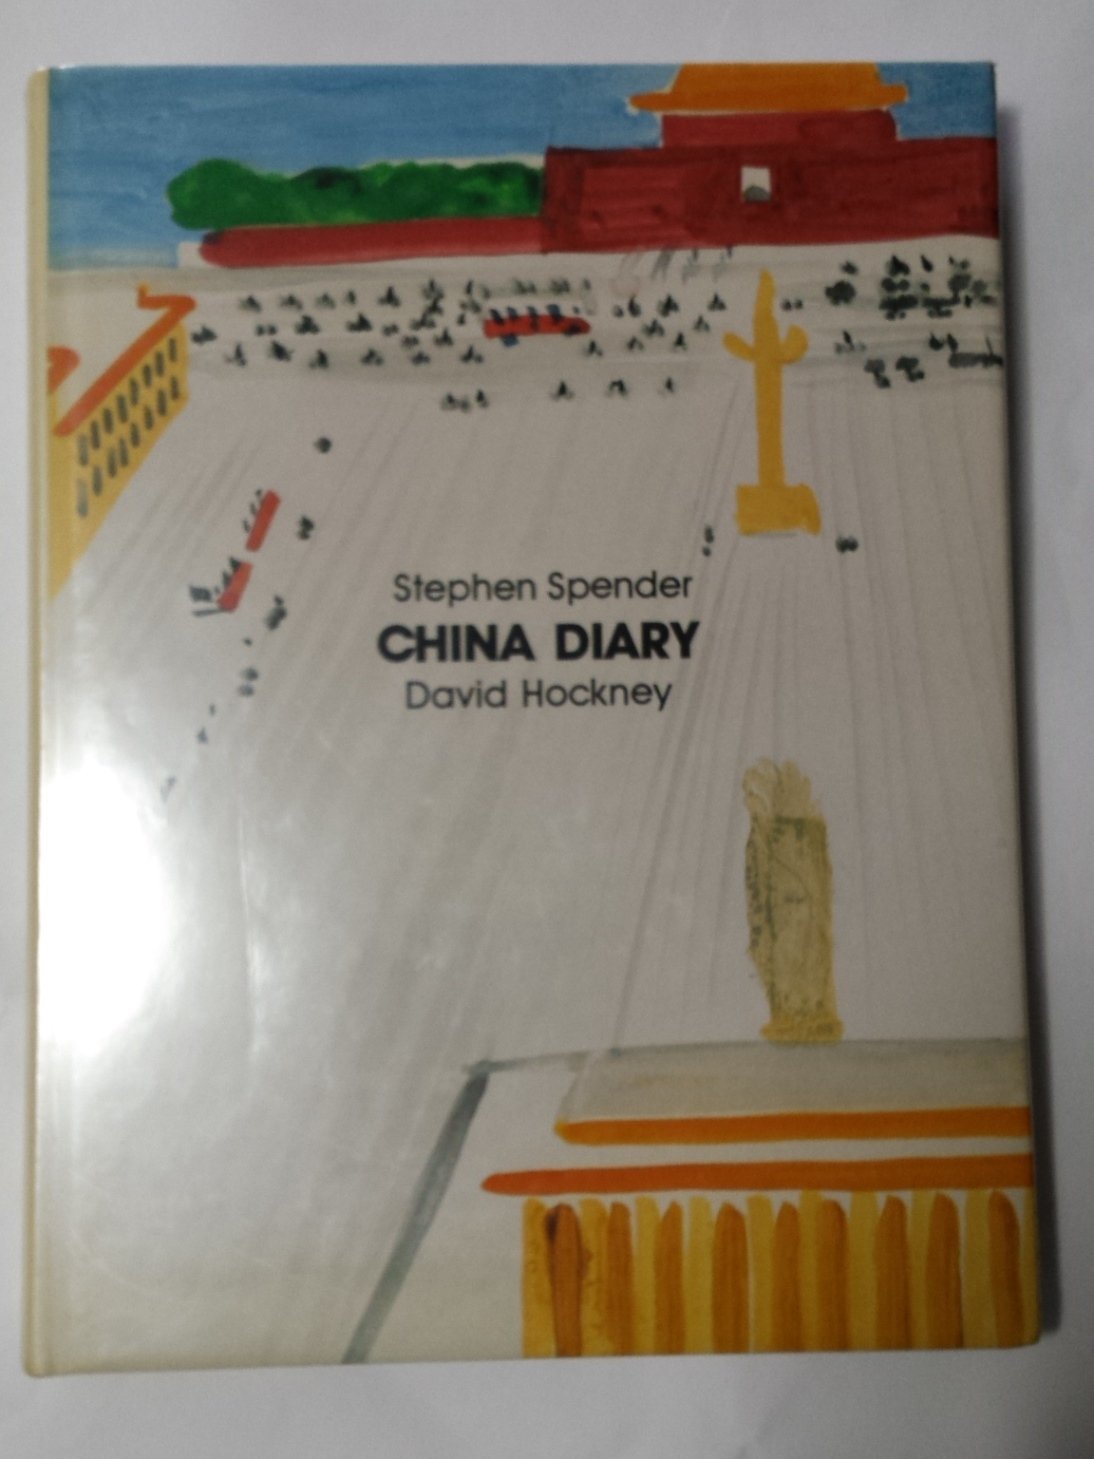 Stephen Spender
CHINA DIARY
David Hockney